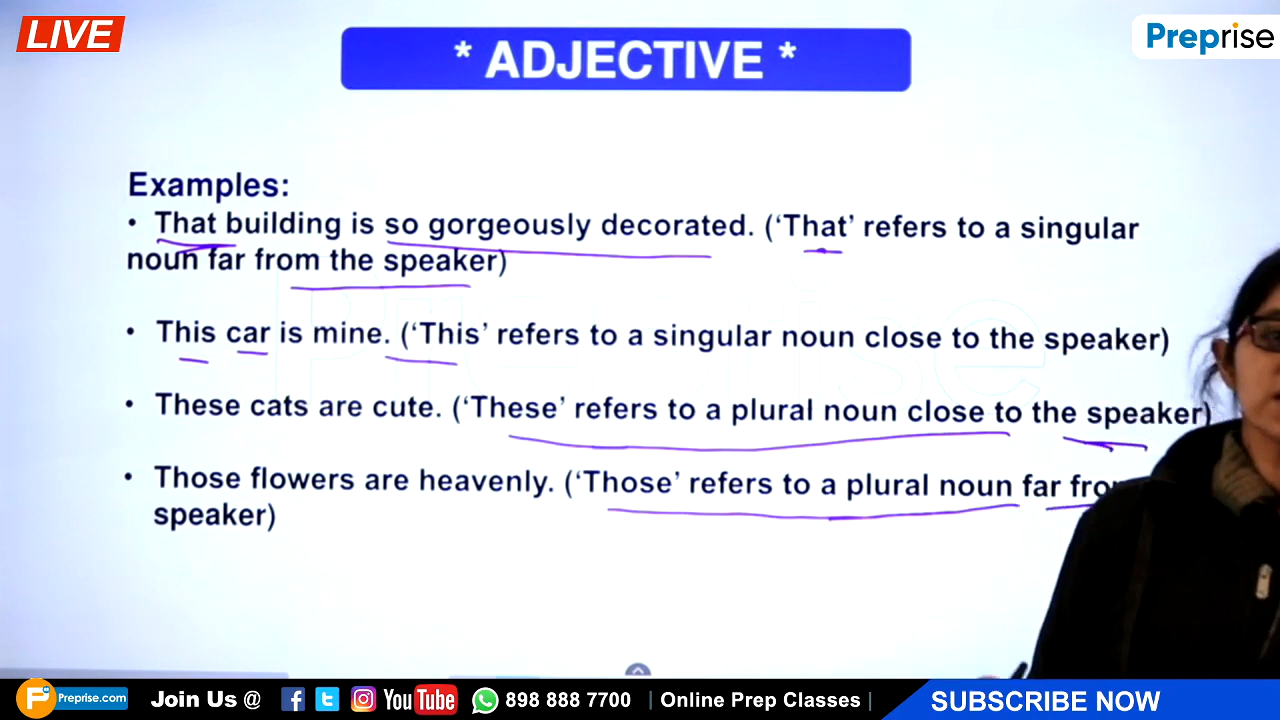 LIVE
* ADJECTIVE *
Preprise
Examples:
• That building is so gorgeously decorated. (‘That’ refers to a singular
noun far from the speaker)
• This car is mine. (‘This’ refers to a singular noun close to the speaker)
• These cats are cute. (‘These’ refers to a plural noun close to the speaker)
• Those flowers are heavenly. (‘Those’ refers to a plural noun far
speaker)
Preprise
Preprise.com Join Us @ YouTube 898 888 7700 | Online Prep Classes | SUBSCRIBE NOW